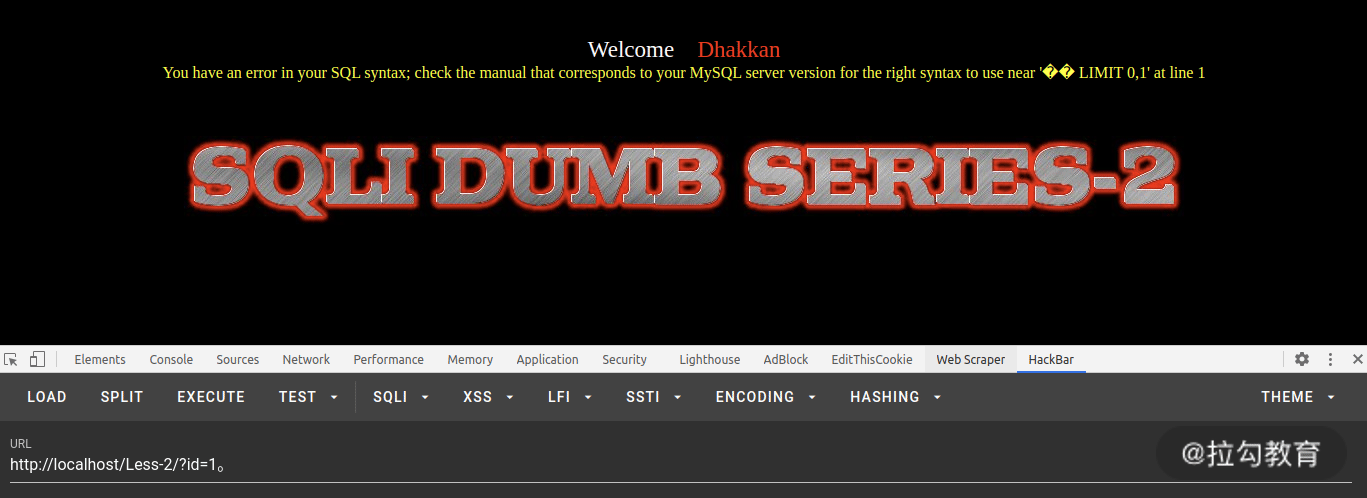 Welcome Dhakkan
You have an error in your SQL syntax; check the manual that corresponds to your MySQL server version for the right syntax to use near '�� LIMIT 0,1' at line 1
SQLI DUMB SERIES-2
Elements Console Sources Network Performance Memory Application Security Lighthouse AdBlock EditThisCookie Web Scraper HackBar
LOAD SPLIT EXECUTE TEST SQLI XSS LFI SSTI ENCODING HASHING THEME
URL
http://localhost/Less-2/?id=1。
@拉勾教育